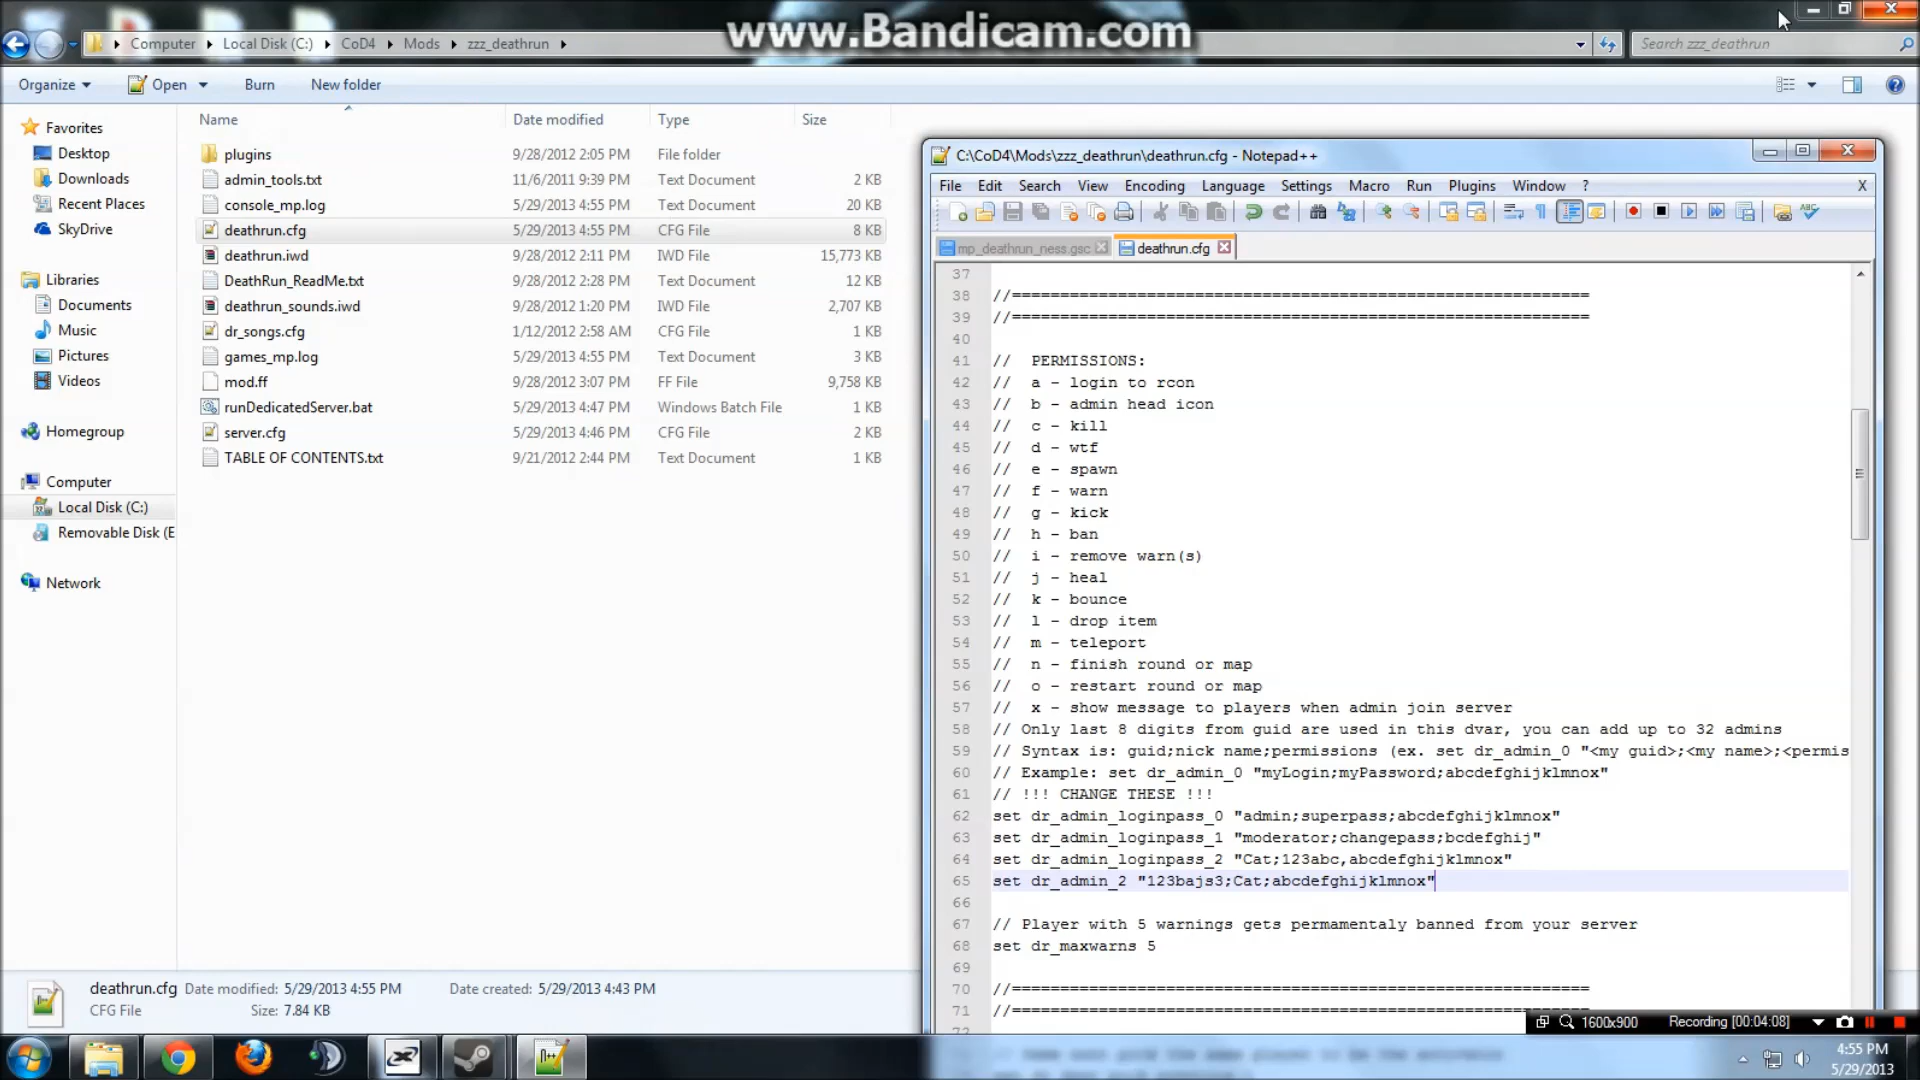 www.Bandicam.com
Computer
Local Disk (C:)
CoD4
Mods
zzz_deathrun
Search zzz_deathrun
Organize
Open
Burn
New folder
Name
Date modified
Type
Size
Favorites
Desktop
Downloads
Recent Places
SkyDrive
Libraries
Documents
Music
Pictures
Videos
Homegroup
Computer
Local Disk (C:)
Removable Disk (E
Network
plugins 9/28/2012 2:05 PM File folder
admin_tools.txt 11/6/2011 9:39 PM Text Document 2 KB
console_mp.log 5/29/2013 4:55 PM Text Document 20 KB
deathrun.cfg 5/29/2013 4:55 PM CFG File 8 KB
deathrun.iwd 9/28/2012 2:11 PM IWD File 15,773 KB
DeathRun_ReadMe.txt 9/28/2012 2:28 PM Text Document 12 KB
deathrun_sounds.iwd 9/28/2012 1:20 PM IWD File 2,707 KB
dr_songs.cfg 1/12/2012 2:58 AM CFG File 1 KB
games_mp.log 5/29/2013 4:55 PM Text Document 3 KB
mod.ff 9/28/2012 3:07 PM FF File 9,758 KB
runDedicatedServer.bat 5/29/2013 4:47 PM Windows Batch File 1 KB
server.cfg 5/29/2013 4:46 PM CFG File 2 KB
TABLE OF CONTENTS.txt 9/21/2012 2:44 PM Text Document 1 KB
C:\CoD4\Mods\zzz_deathrun\deathrun.cfg - Notepad++
File Edit Search View Encoding Language Settings Macro Run Plugins Window ? X
mp_deathrun_ness.gsc
deathrun.cfg
37
38 //============================================================
39 //============================================================
40
41 // PERMISSIONS:
42 // a - login to rcon
43 // b - admin head icon
44 // c - kill
45 // d - wtf
46 // e - spawn
47 // f - warn
48 // g - kick
49 // h - ban
50 // i - remove warn(s)
51 // j - heal
52 // k - bounce
53 // l - drop item
54 // m - teleport
55 // n - finish round or map
56 // o - restart round or map
57 // x - show message to players when admin join server
58 // Only last 8 digits from guid are used in this dvar, you can add up to 32 admins
59 // Syntax is: guid;nick name;permissions (ex. set dr_admin_0 "<my guid>;<my name>;<permis
60 // Example: set dr_admin_0 "myLogin;myPassword;abcdefghijklmnox"
61 // !!! CHANGE THESE !!!
62 set dr_admin_loginpass_0 "admin;superpass;abcdefghijklmnox"
63 set dr_admin_loginpass_1 "moderator;changepass;bcdefghij"
64 set dr_admin_loginpass_2 "Cat;123abc,abcdefghijklmnox"
65 set dr_admin_2 "123bajs3;Cat;abcdefghijklmnox"
66
67 // Player with 5 warnings gets permamentaly banned from your server
68 set dr_maxwarns 5
69
70 //============================================================
71 //============================================================
deathrun.cfg Date modified: 5/29/2013 4:55 PM Date created: 5/29/2013 4:43 PM
CFG File Size: 7.84 KB
1600x900 Recording [00:04:08]
4:55 PM
5/29/2013